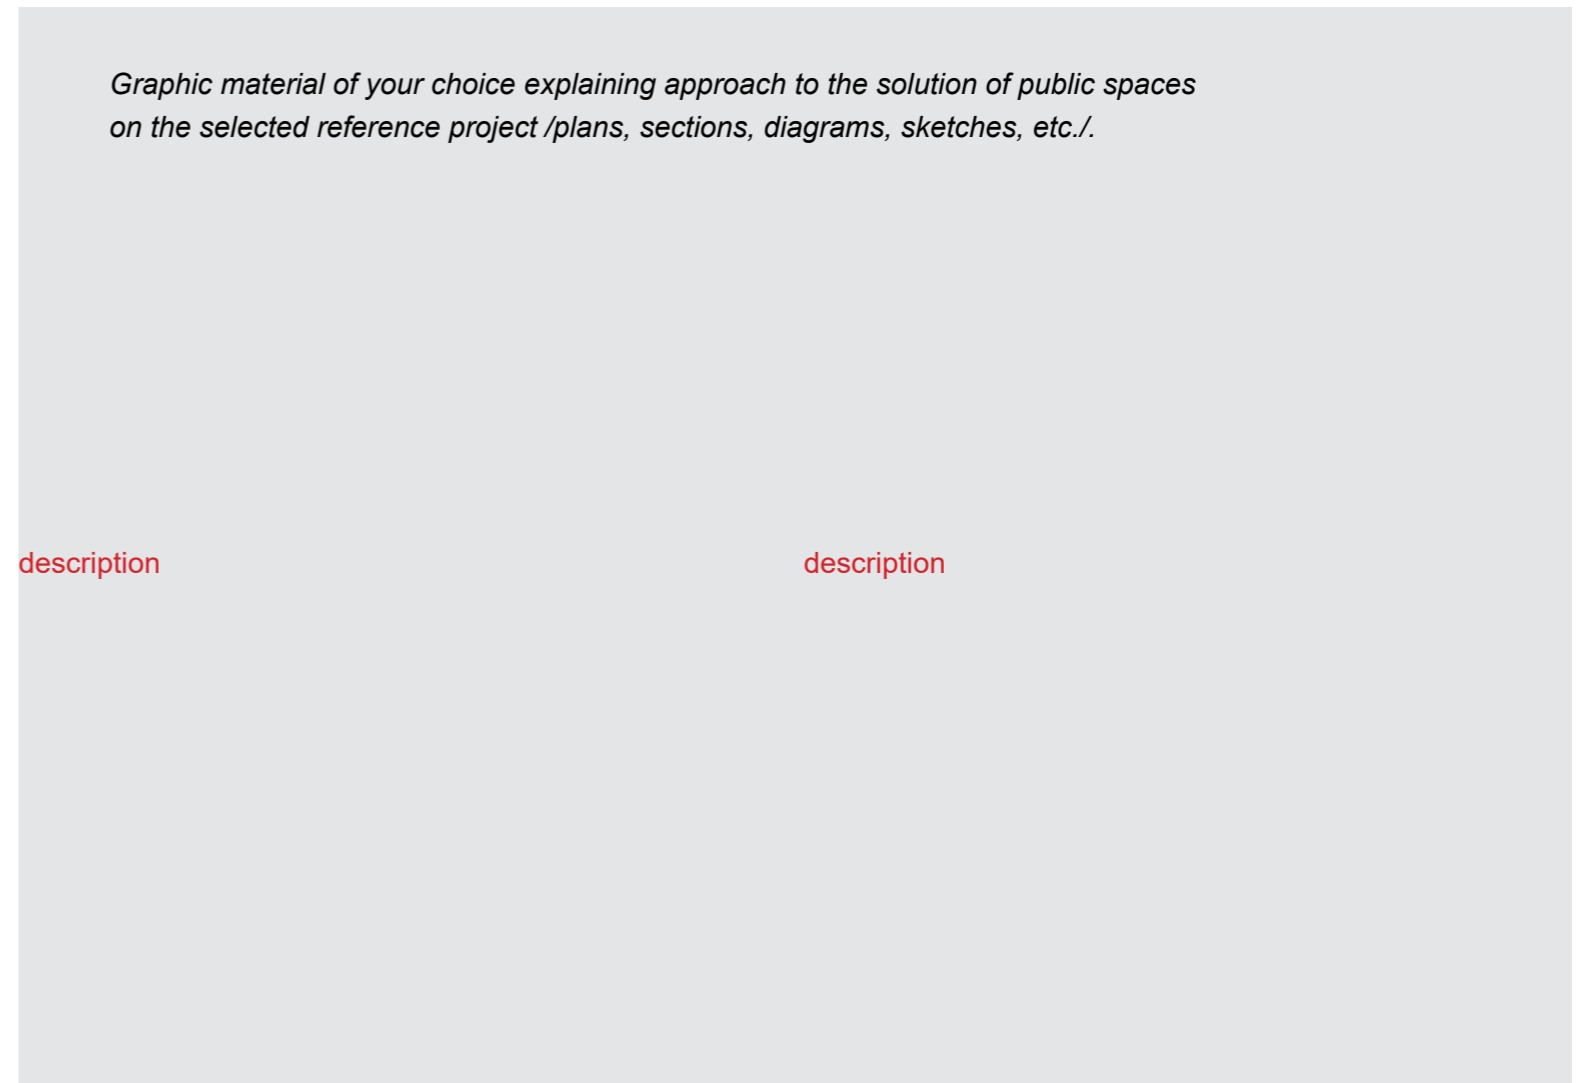 Graphic material of your choice explaining approach to the solution of public spaces
on the selected reference project /plans, sections, diagrams, sketches, etc./.
description
description